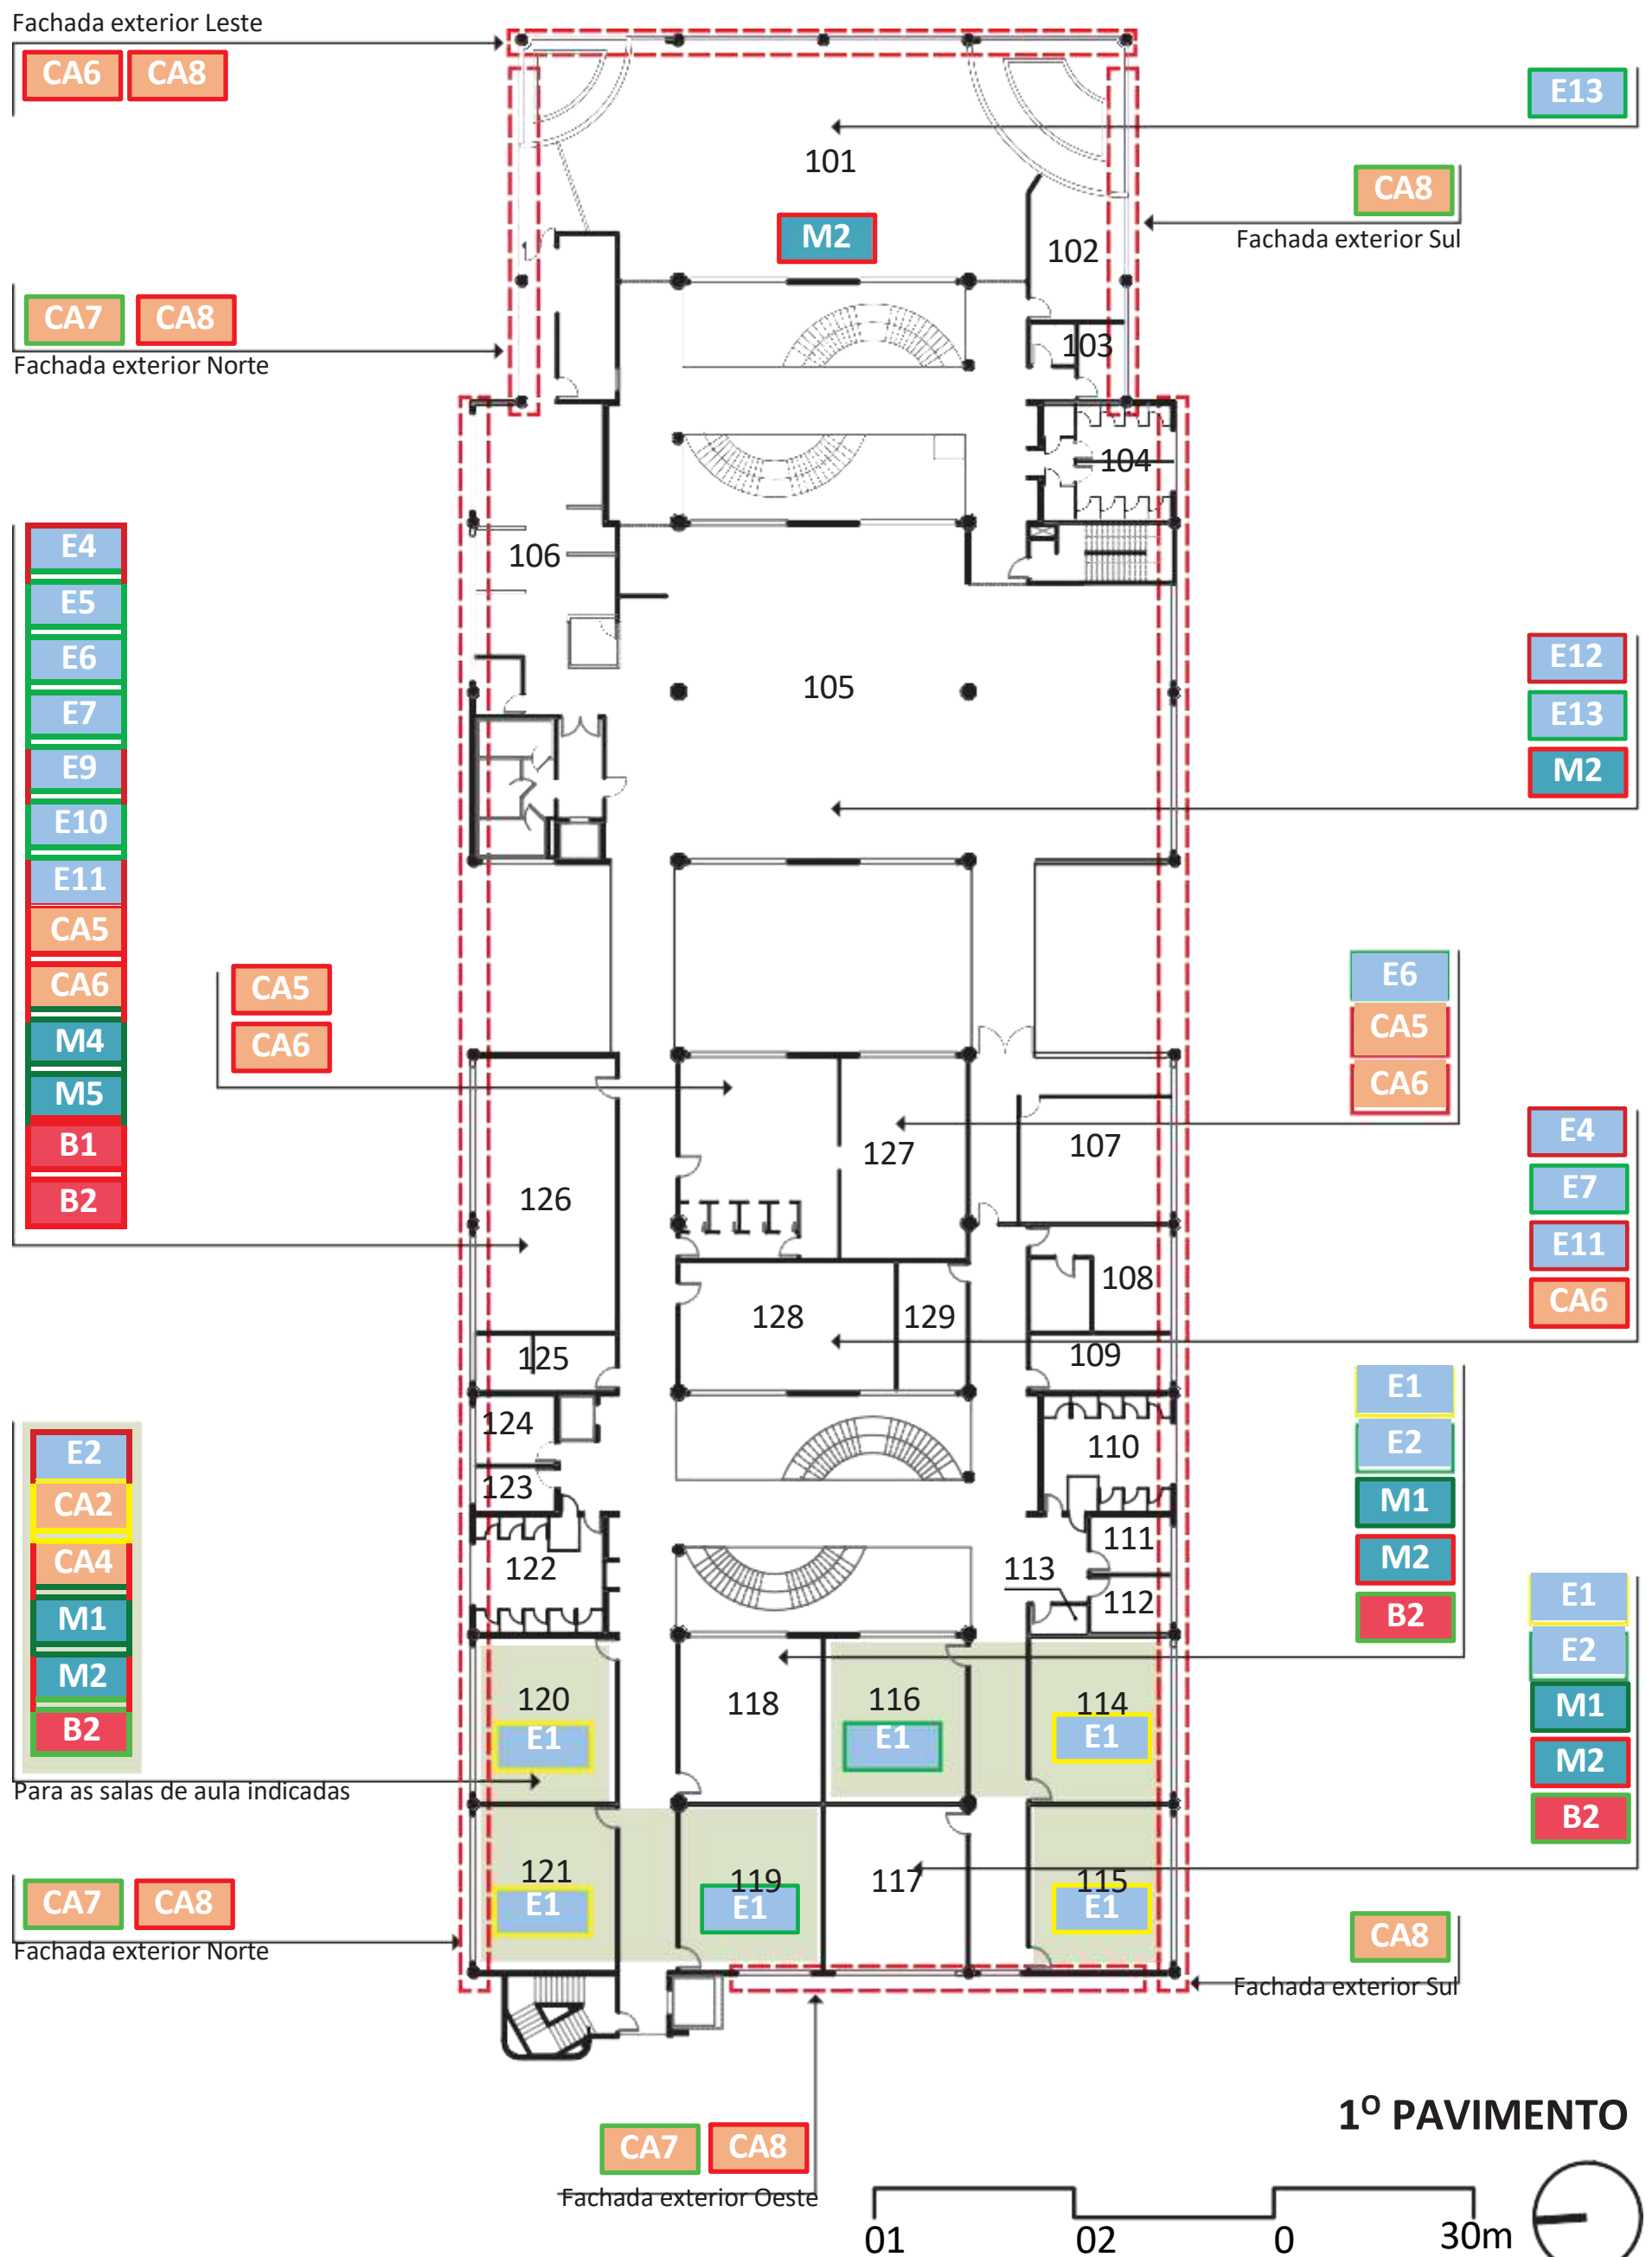 Fachada exterior Leste
CA6 CA8
E13
101
CA8
Fachada exterior Sul
M2
102
CA7 CA8
Fachada exterior Norte
103
104
E4
E5
E6
E7
E9
E10
E11
CA5
CA6
M4
M5
B1
B2
106
105
E12
E13
M2
CA5
CA6
E6
CA5
CA6
107
127
126
E4
E7
E11
CA6
108
128
129
109
125
E1
E2
M1
M2
B2
124
110
123
E2
CA2
CA4
M1
M2
B2
Para as salas de aula indicadas
111
122
113
112
E1
E2
M1
M2
B2
120
E1
118
116
E1
114
E1
121
E1
119
E1
117
115
E1
CA7 CA8
Fachada exterior Norte
CA8
Fachada exterior Sul
CA7 CA8
Fachada exterior Oeste
1º PAVIMENTO
01 02 0 30m